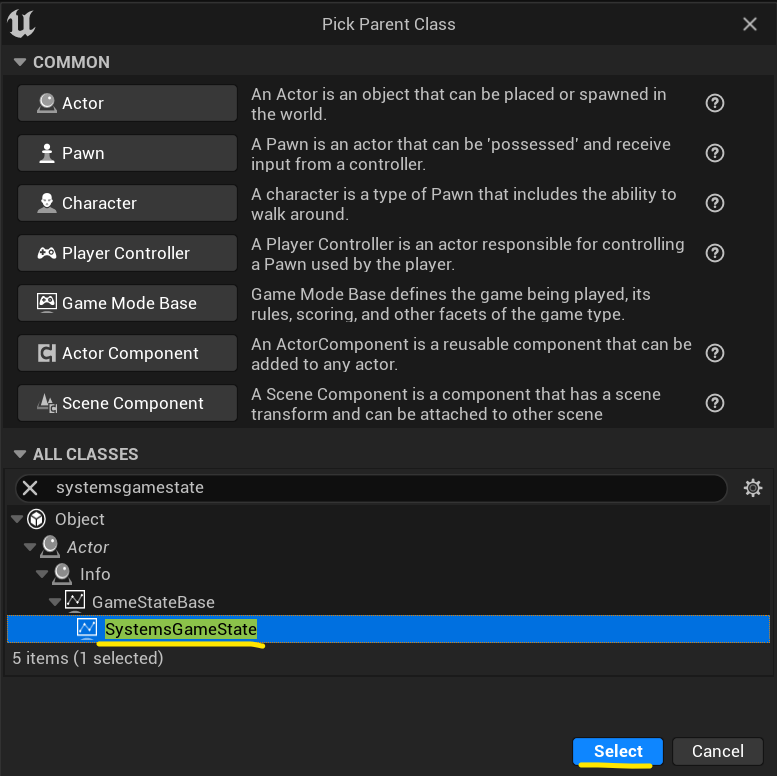 Pick Parent Class
COMMON
Actor
An Actor is an object that can be placed or spawned in
the world.
Pawn
A Pawn is an actor that can be 'possessed' and receive
input from a controller.
Character
A character is a type of Pawn that includes the ability to
walk around.
Player Controller
A Player Controller is an actor responsible for controlling
a Pawn used by the player.
Game Mode Base
Game Mode Base defines the game being played, its
rules, scoring, and other facets of the game type.
Actor Component
An ActorComponent is a reusable component that can be
added to any actor.
Scene Component
A Scene Component is a component that has a scene
transform and can be attached to other scene
ALL CLASSES
systemsgamestate
Object
Actor
Info
GameStateBase
SystemsGameState
5 items (1 selected)
Select
Cancel